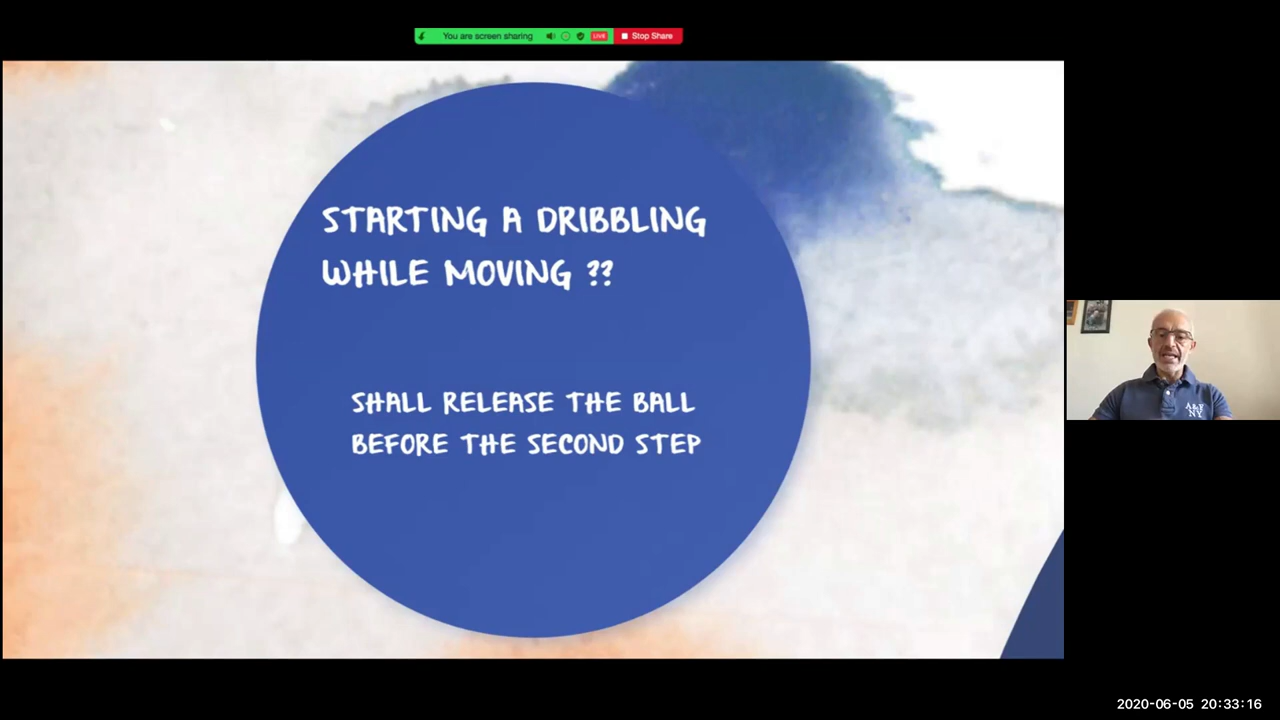 You are screen sharing
LIVE
Stop Share
STARTING A DRIBBLING
WHILE MOVING ??
SHALL RELEASE THE BALL
BEFORE THE SECOND STEP
2020-06-05 20:33:16